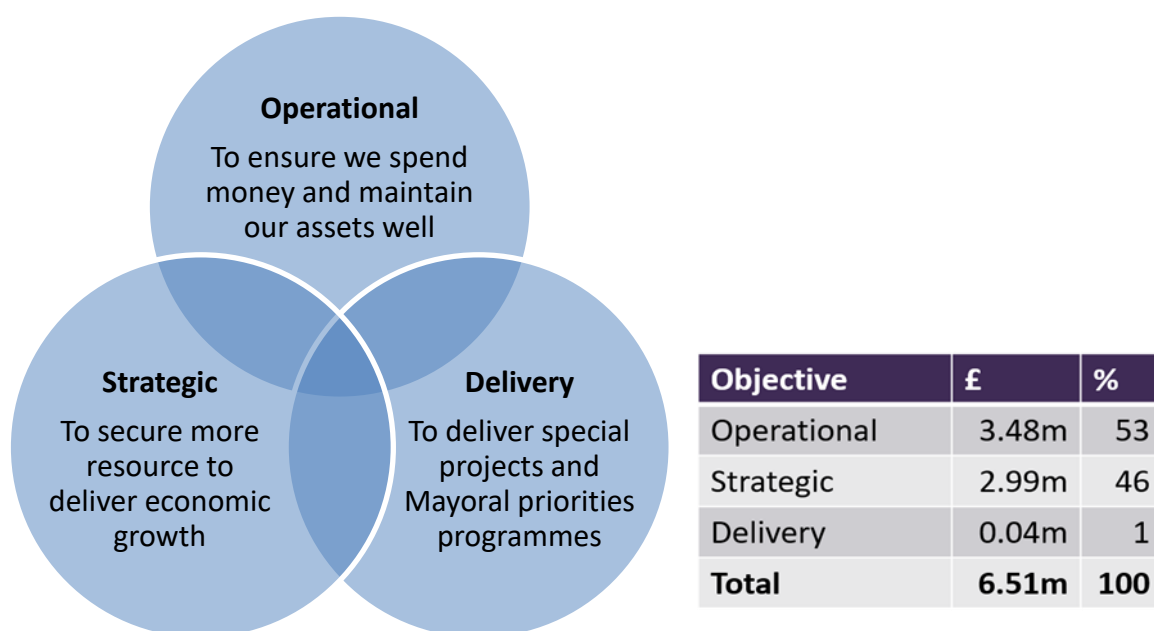 Operational
To ensure we spend
money and maintain
our assets well
Strategic
To secure more
resource to
deliver economic
growth
Delivery
To deliver special
projects and
Mayoral priorities
programmes
Objective £ %
Operational 3.48m 53
Strategic 2.99m 46
Delivery 0.04m 1
Total 6.51m 100